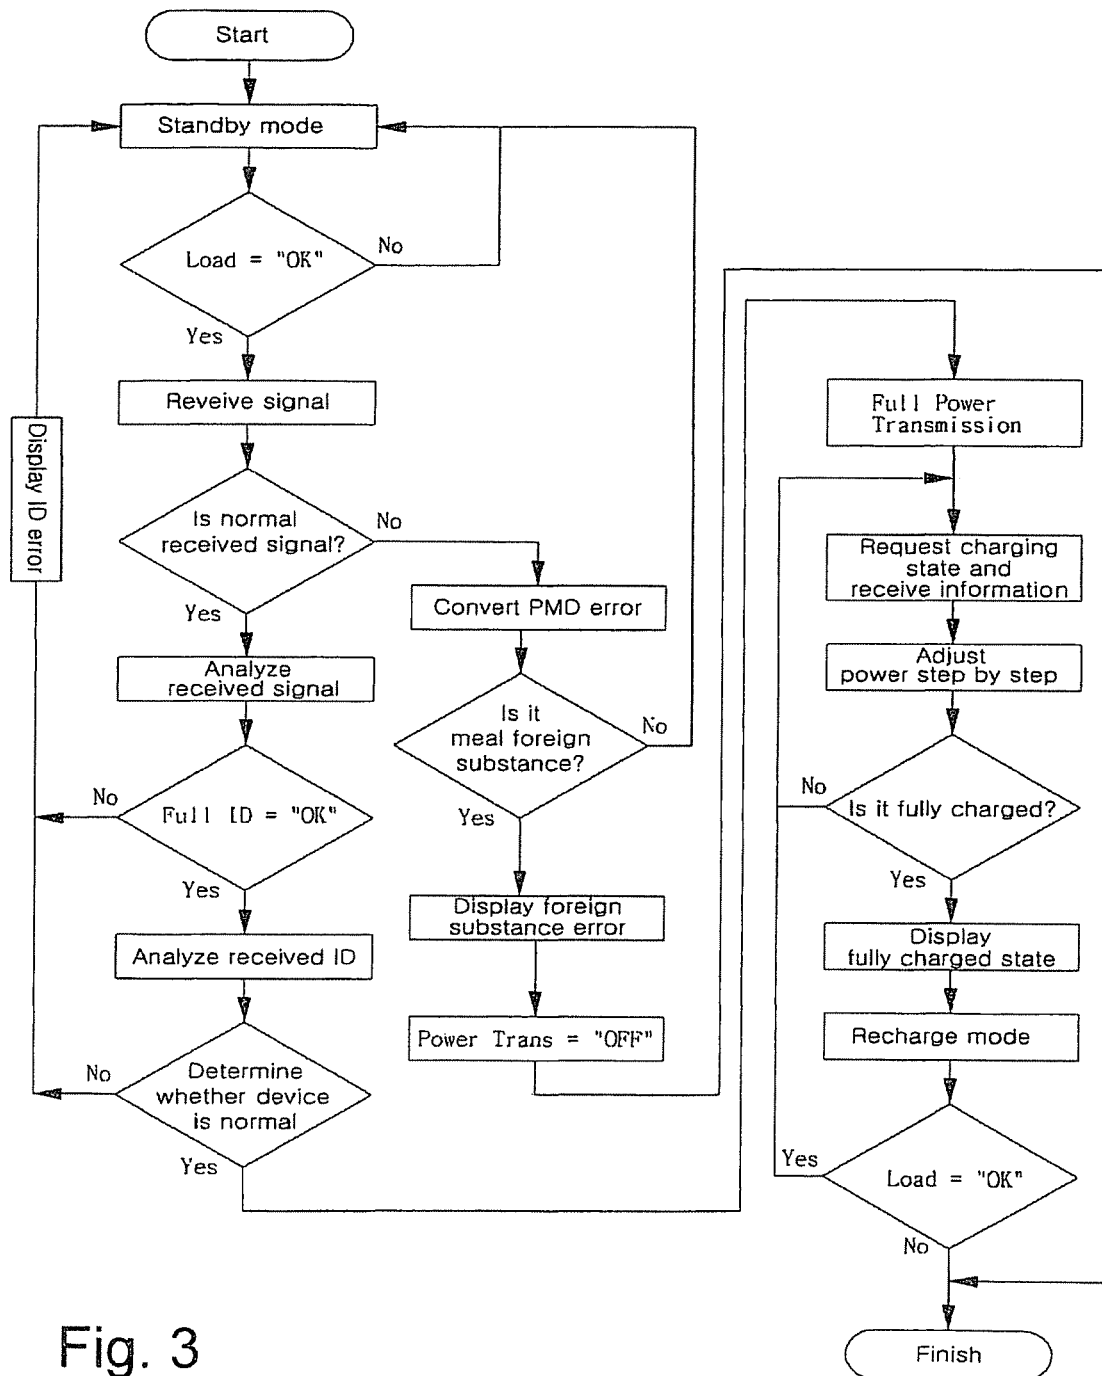 Start
Standby mode
Load = "OK"
No
Yes
Reveive signal
Display ID error
Is normal
received signal?
No
Yes
Analyze
received signal
Full ID = "OK"
No
Yes
Analyze received ID
Determine
whether device
is normal
No
Yes
Convert PMD error
Is it
meal foreign
substance?
No
Yes
Display foreign
substance error
Power Trans = "OFF"
Full Power
Transmission
Request charging
state and
receive information
Adjust
power step by step
No
Is it fully charged?
Yes
Display
fully charged state
Recharge mode
Yes
Load = "OK"
No
Finish
Fig. 3